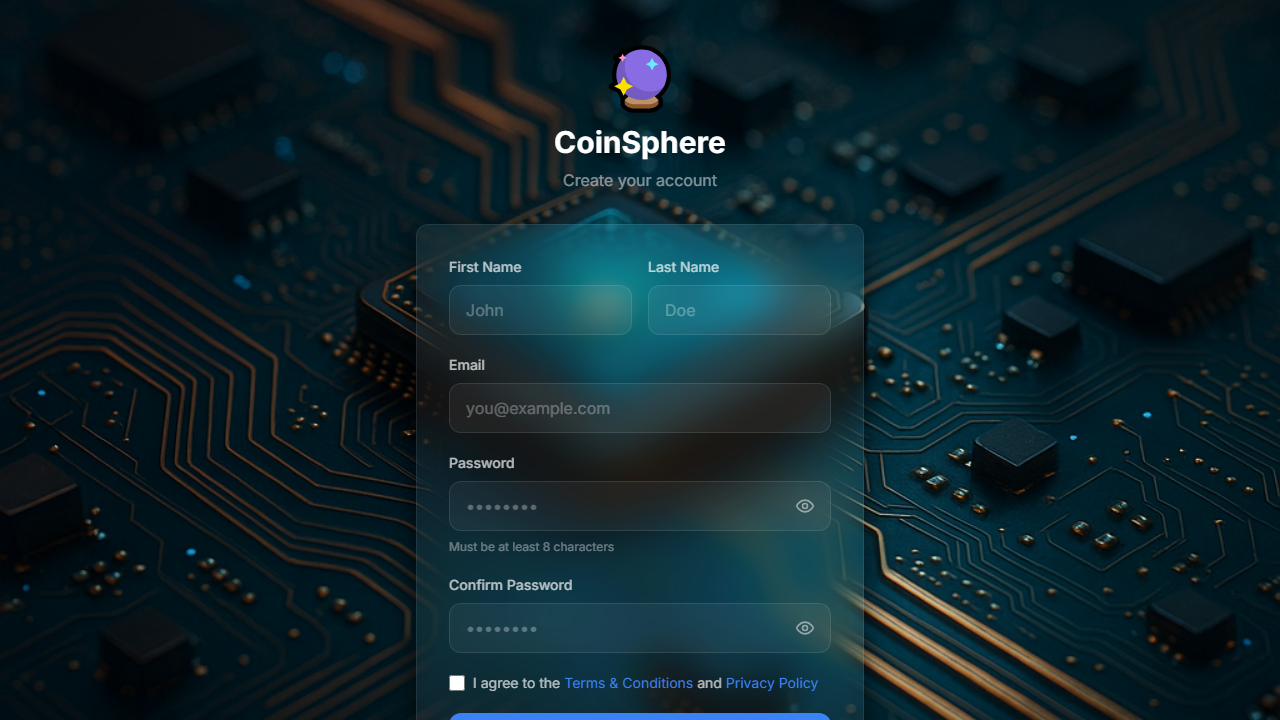 CoinSphere
Create your account
First Name Last Name
John Doe
Email
you@example.com
Password
••••••••
Must be at least 8 characters
Confirm Password
••••••••
I agree to the Terms & Conditions and Privacy Policy